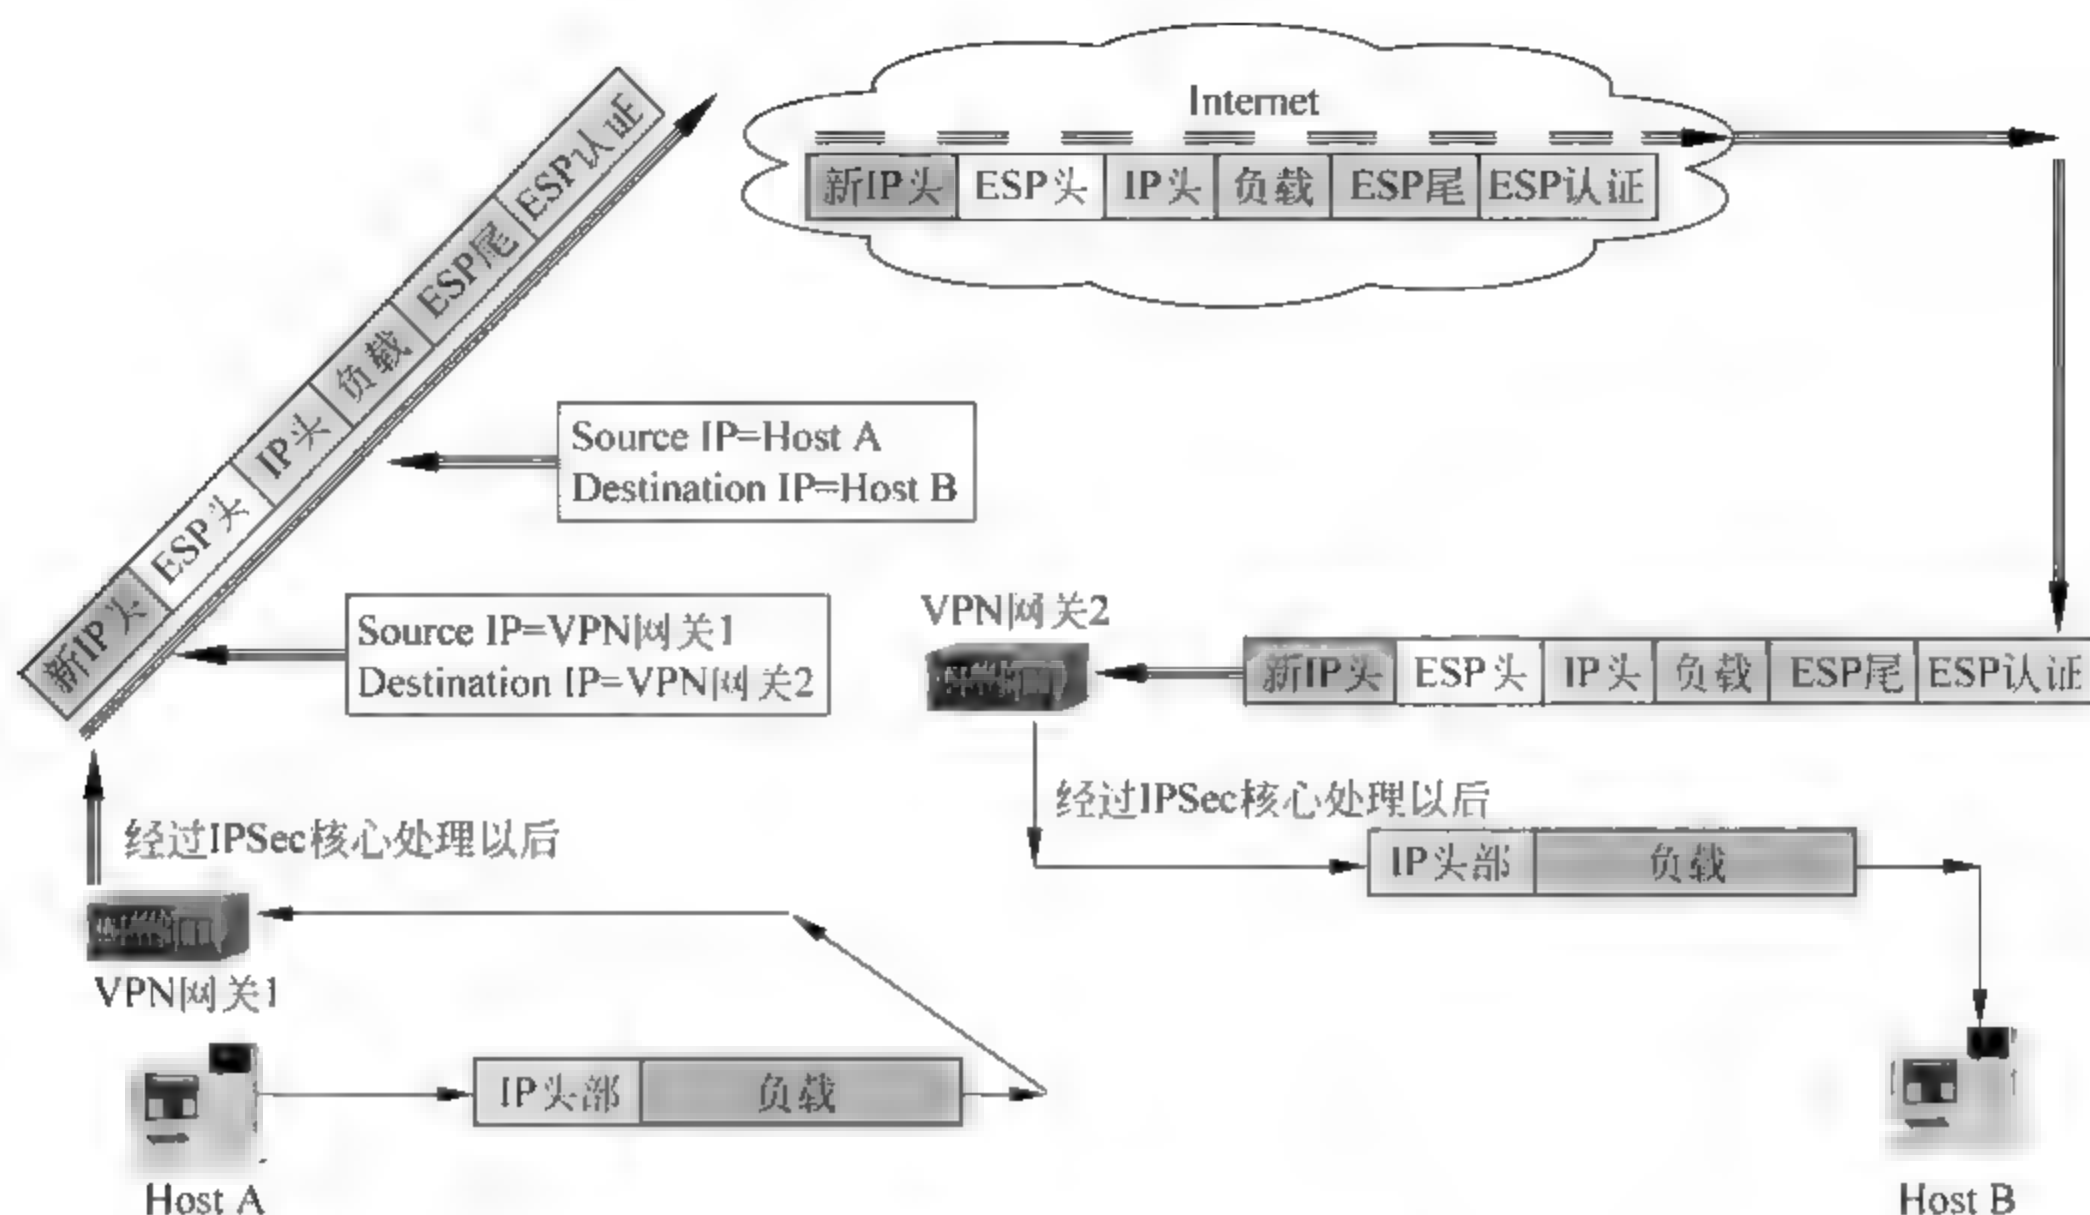 Internet
新IP头 ESP头 IP头 负载 ESP尾 ESP认证
新IP头 ESP头 IP头 负载 ESP尾 ESP认证
Source IP=Host A
Destination IP=Host B
Source IP=VPN网关1
Destination IP=VPN网关2
VPN网关2
新IP头 ESP头 IP头 负载 ESP尾 ESP认证
经过IPSec核心处理以后
IP头部 负载
经过IPSec核心处理以后
VPN网关1
IP头部 负载
Host A
Host B